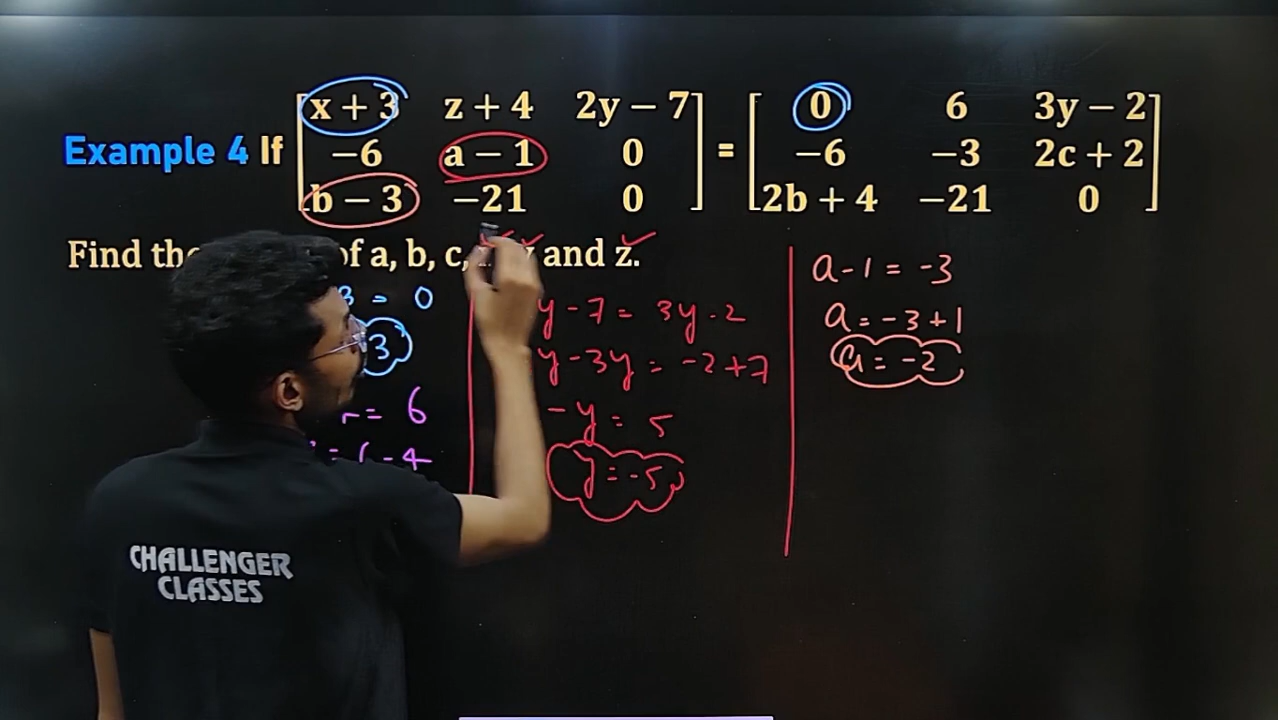 Example 4 If [x + 3 z + 4 2y − 7] = [0 6 3y − 2]
[−6 a − 1 0] [−6 −3 2c + 2]
[b − 3 −21 0] [2b + 4 −21 0]
Find the of a, b, c, and z.
3 = 0
3
= 6
= - 4
y - 7 = 3y - 2
y - 3y = -2 + 7
- y = 5
y = -5
a - 1 = -3
a = -3 + 1
a = -2
CHALLENGER
CLASSES